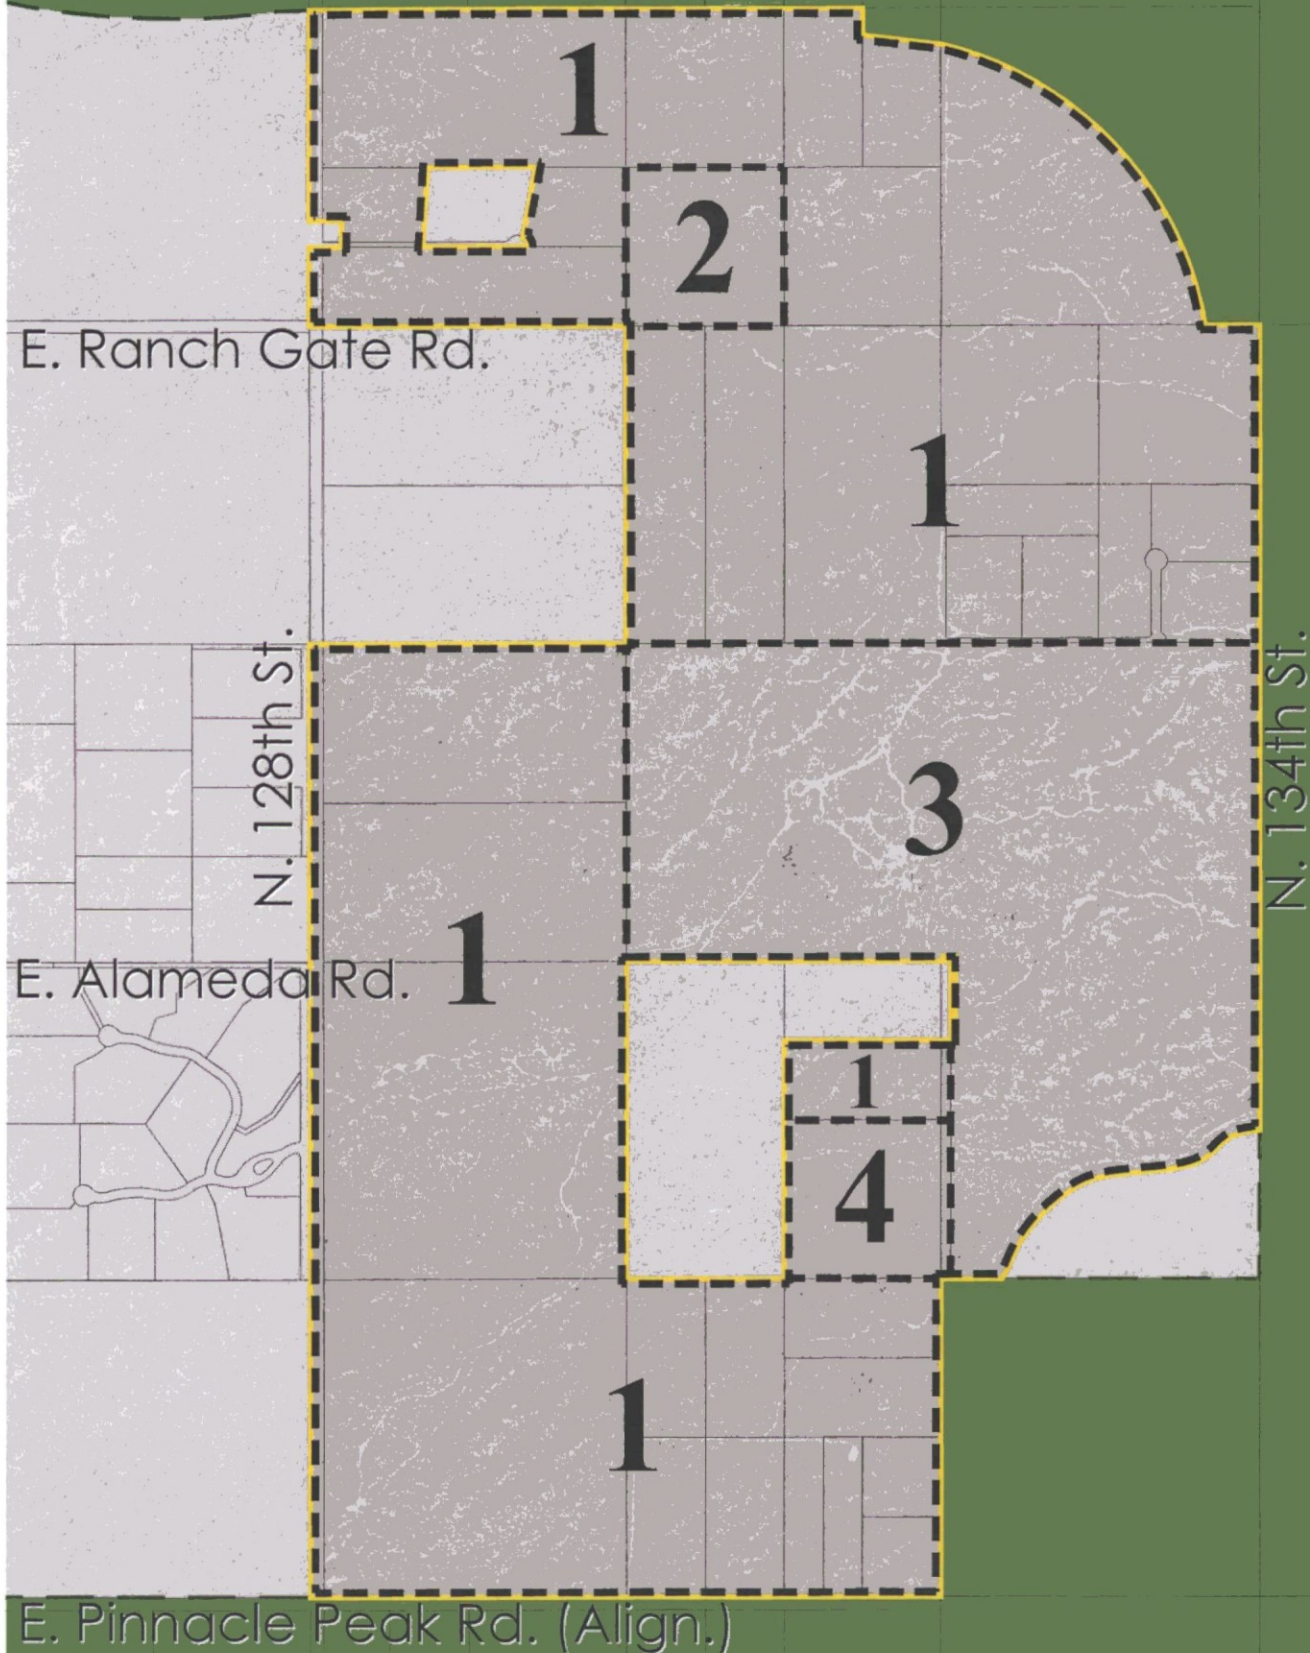 1
2
E. Ranch Gate Rd.
1
N. 128th St.
N. 134th St.
3
1
E. Alameda Rd.
1
4
1
E. Pinnacle Peak Rd. (Align.)